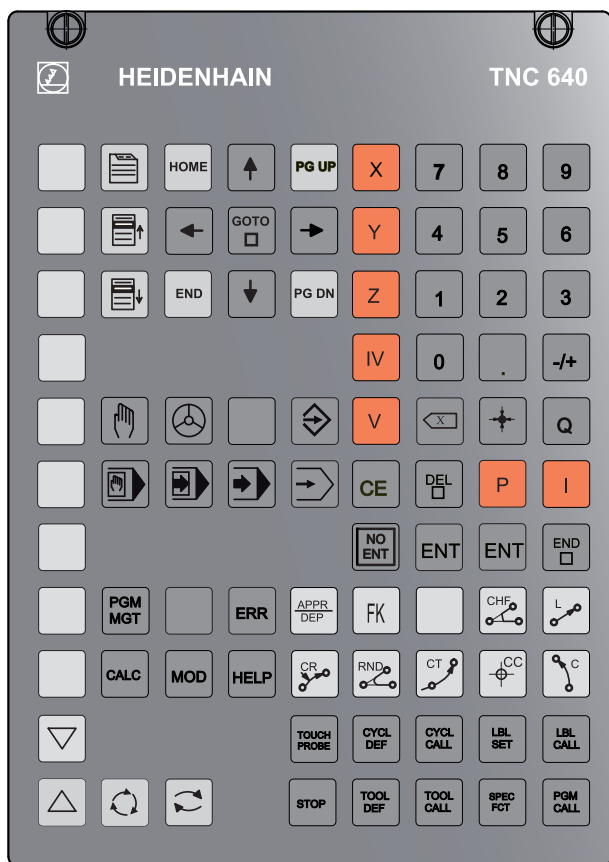 HEIDENHAIN TNC 640
HOME PG UP X 7 8 9
GOTO Y 4 5 6
END PG DN Z 1 2 3
IV 0 . -/+
V X Q
CE DEL P I
NO
ENT ENT ENT END
PGM
MGT ERR APPR
DEP FK CHF L
CALC MOD HELP CR RND CT CC C
TOUCH
PROBE CYCL
DEF CYCL
CALL LBL
SET LBL
CALL
STOP TOOL
DEF TOOL
CALL SPEC
FCT PGM
CALL